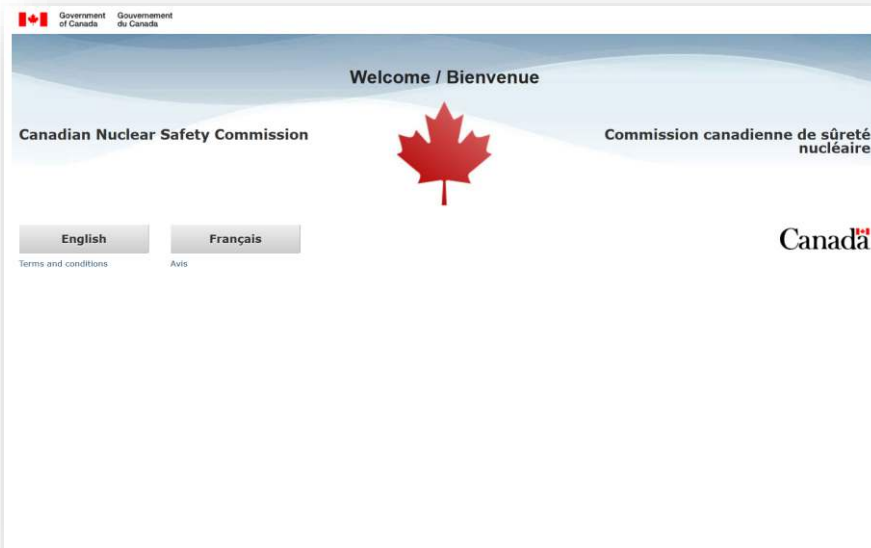 Government of Canada
Gouvernement du Canada
Welcome / Bienvenue
Canadian Nuclear Safety Commission
Commission canadienne de sûreté
nucléaire
English
Français
Canada
Terms and conditions
Avis